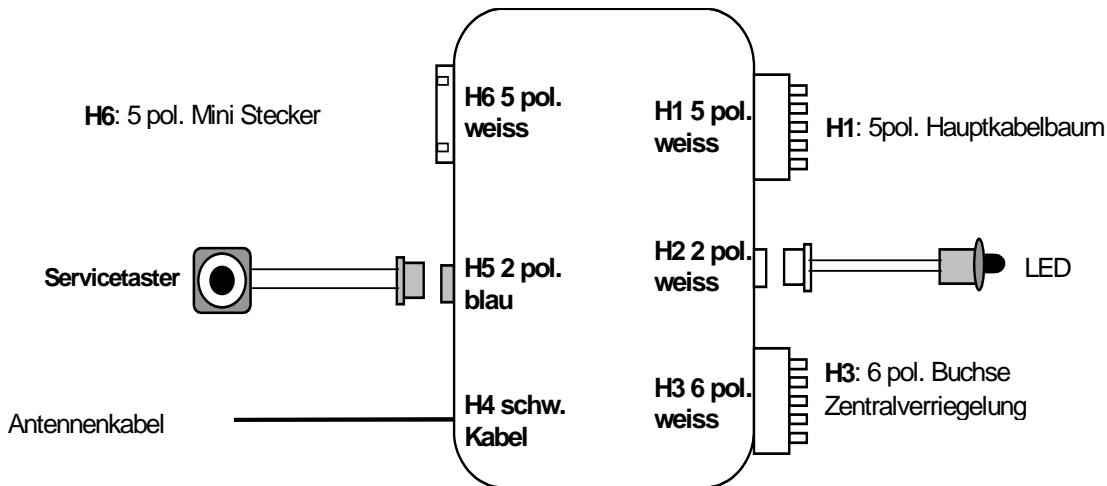 H6: 5 pol. Mini Stecker
H6 5 pol.
weiss
H1 5 pol.
weiss
H1: 5pol. Hauptkabelbaum
Servicetaster
H5 2 pol.
blau
H2 2 pol.
weiss
LED
Antennenkabel
H4 schw.
Kabel
H3 6 pol.
weiss
H3: 6 pol. Buchse
Zentralverriegelung